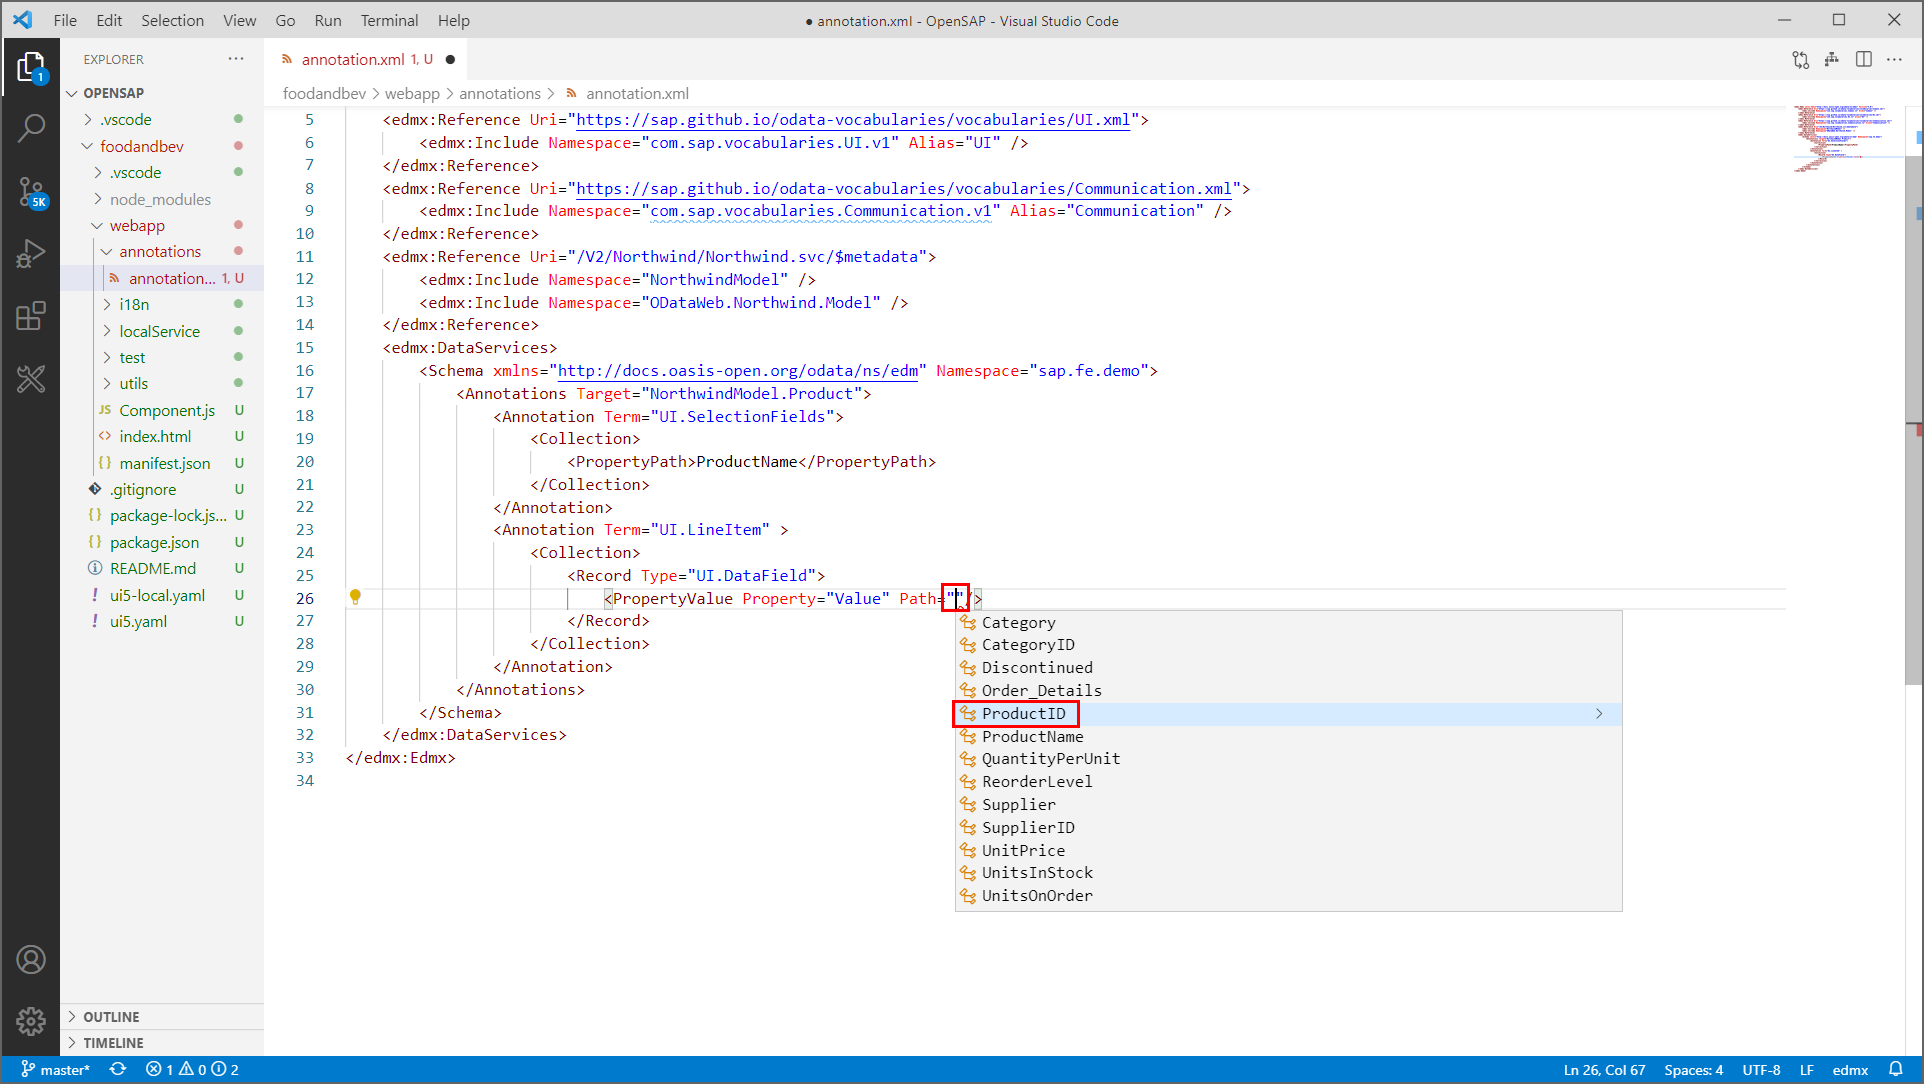 File Edit Selection View Go Run Terminal Help
● annotation.xml - OpenSAP - Visual Studio Code
EXPLORER
annotation.xml 1, U ●
OPENSAP
.vscode
foodandbev
.vscode
node_modules
webapp
annotations
annotation... 1, U
i18n
localService
test
utils
JS Component.js U
<> index.html U
{} manifest.json U
.gitignore U
{} package-lock.js... U
{} package.json U
README.md U
! ui5-local.yaml U
! ui5.yaml U
OUTLINE
TIMELINE
1
5K
foodandbev > webapp > annotations > annotation.xml
5 <edmx:Reference Uri="https://sap.github.io/odata-vocabularies/vocabularies/UI.xml">
6 <edmx:Include Namespace="com.sap.vocabularies.UI.v1" Alias="UI" />
7 </edmx:Reference>
8 <edmx:Reference Uri="https://sap.github.io/odata-vocabularies/vocabularies/Communication.xml">
9 <edmx:Include Namespace="com.sap.vocabularies.Communication.v1" Alias="Communication" />
10 </edmx:Reference>
11 <edmx:Reference Uri="/V2/Northwind/Northwind.svc/$metadata">
12 <edmx:Include Namespace="NorthwindModel" />
13 <edmx:Include Namespace="ODataWeb.Northwind.Model" />
14 </edmx:Reference>
15 <edmx:DataServices>
16 <Schema xmlns="http://docs.oasis-open.org/odata/ns/edm" Namespace="sap.fe.demo">
17 <Annotations Target="NorthwindModel.Product">
18 <Annotation Term="UI.SelectionFields">
19 <Collection>
20 <PropertyPath>ProductName</PropertyPath>
21 </Collection>
22 </Annotation>
23 <Annotation Term="UI.LineItem" >
24 <Collection>
25 <Record Type="UI.DataField">
26 <PropertyValue Property="Value" Path=""/>
27 </Record>
28 </Collection>
29 </Annotation>
30 </Annotations>
31 </Schema>
32 </edmx:DataServices>
33 </edmx:Edmx>
34
Category
CategoryID
Discontinued
Order_Details
ProductID
ProductName
QuantityPerUnit
ReorderLevel
Supplier
SupplierID
UnitPrice
UnitsInStock
UnitsOnOrder
master* 1 0 2
Ln 26, Col 67 Spaces: 4 UTF-8 LF edmx